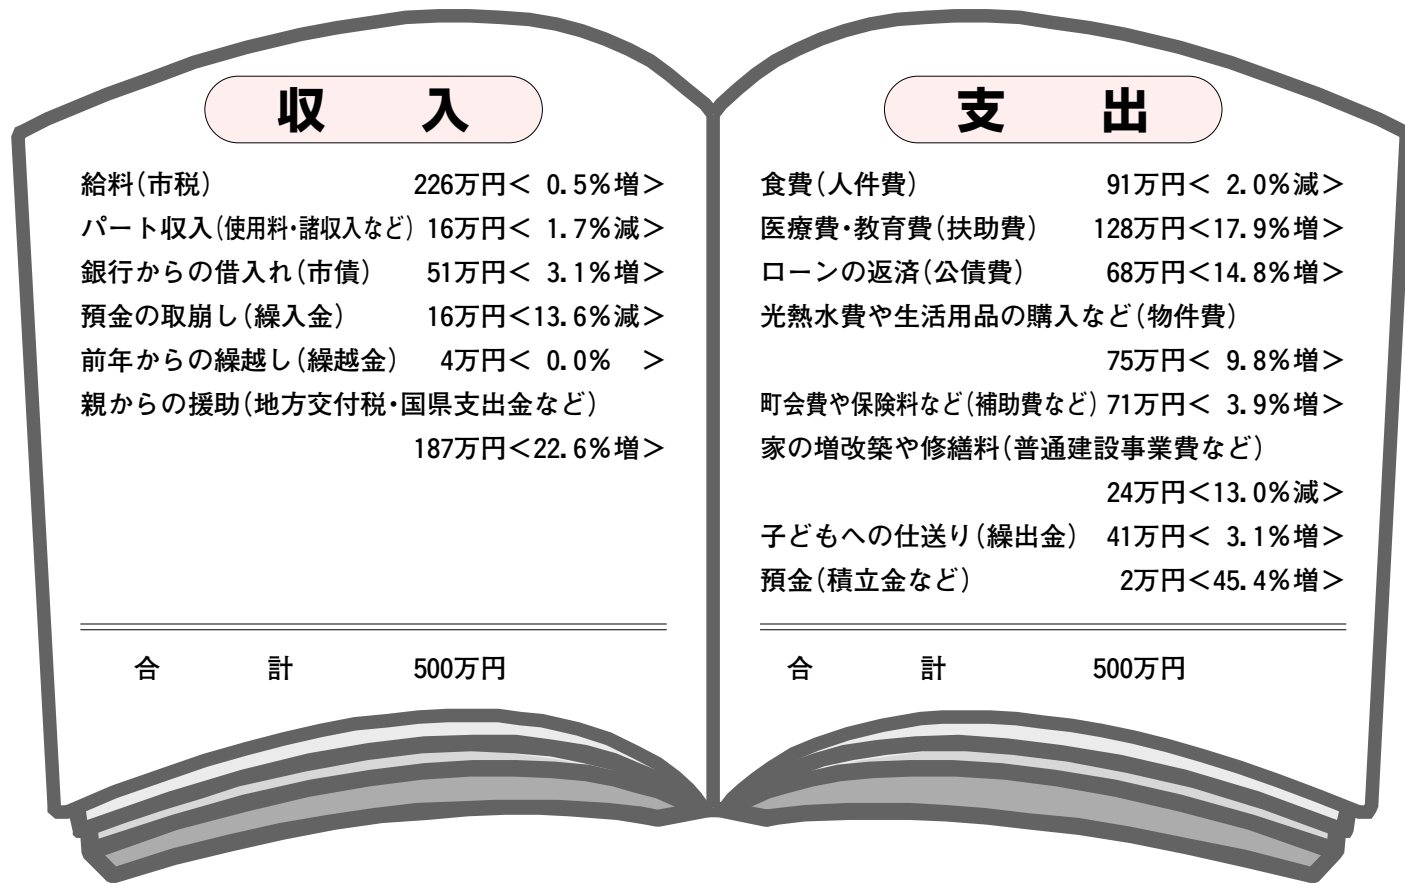 収 入
給料(市税) 226万円< 0.5%増>
パート収入(使用料・諸収入など) 16万円< 1.7%減>
銀行からの借入れ(市債) 51万円< 3.1%増>
預金の取崩し(繰入金) 16万円<13.6%減>
前年からの繰越し(繰越金) 4万円< 0.0% >
親からの援助(地方交付税・国県支出金など)
187万円<22.6%増>
合 計 500万円
支 出
食費(人件費) 91万円< 2.0%減>
医療費・教育費(扶助費) 128万円<17.9%増>
ローンの返済(公債費) 68万円<14.8%増>
光熱水費や生活用品の購入など(物件費)
75万円< 9.8%増>
町会費や保険料など(補助費など) 71万円< 3.9%増>
家の増改築や修繕料(普通建設事業費など)
24万円<13.0%減>
子どもへの仕送り(繰出金) 41万円< 3.1%増>
預金(積立金など) 2万円<45.4%増>
合 計 500万円